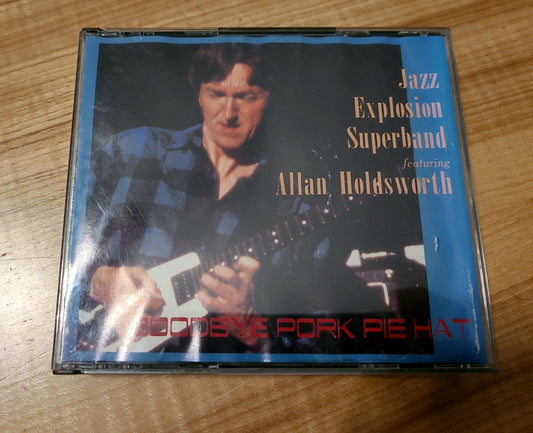 Jazz
Explosion
Superband
featuring
Allan Holdsworth
GOODBYE PORK PIE HAT